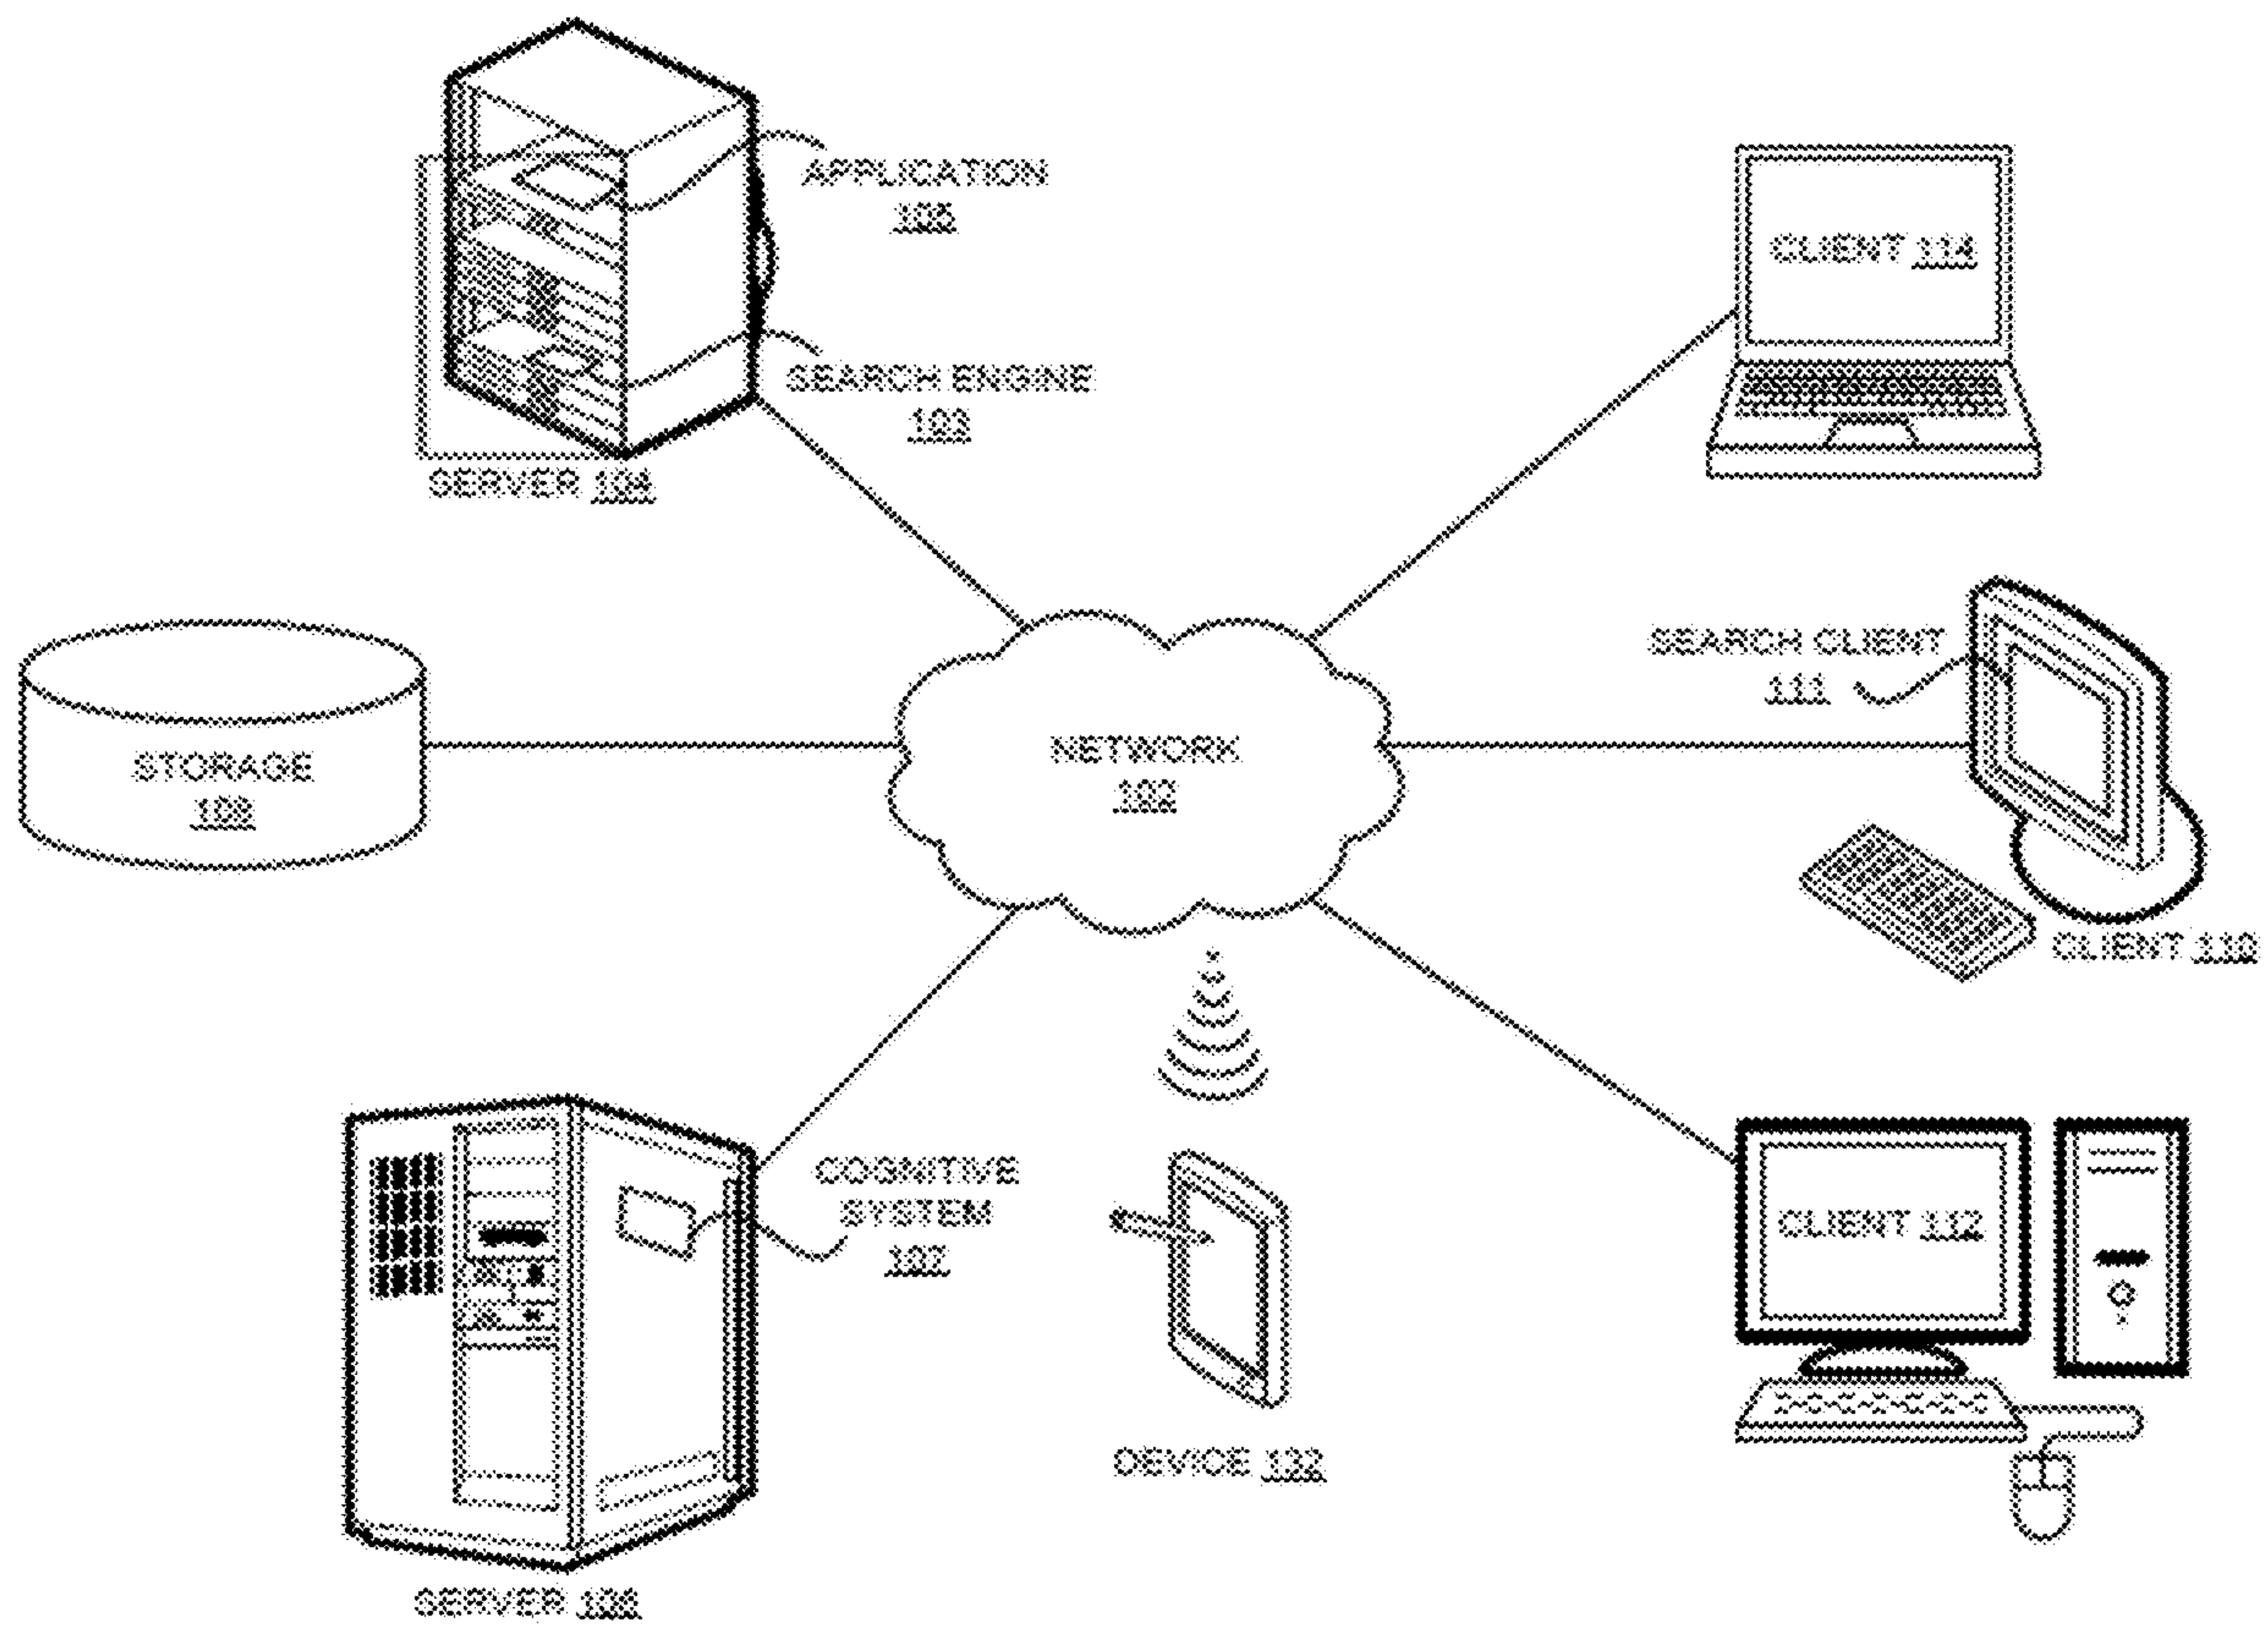 APPLICATION
105
CLIENT 114
SEARCH ENGINE
103
SERVER 104
SEARCH CLIENT
111
NETWORK
102
STORAGE
108
CLIENT 110
COGNITIVE
SYSTEM
107
CLIENT 112
DEVICE 132
SERVER 106